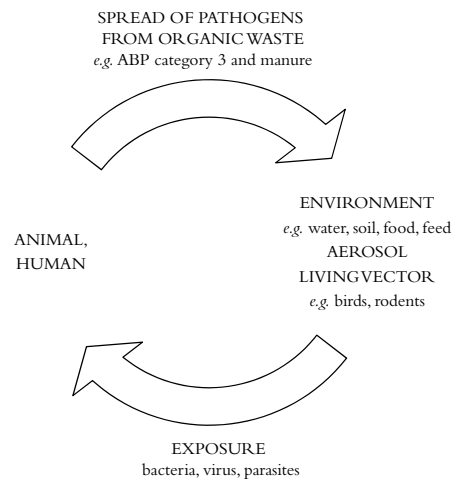 SPREAD OF PATHOGENS
FROM ORGANIC WASTE
e.g. ABP category 3 and manure
ANIMAL,
HUMAN
ENVIRONMENT
e.g. water, soil, food, feed
AEROSOL
LIVING VECTOR
e.g. birds, rodents
EXPOSURE
bacteria, virus, parasites